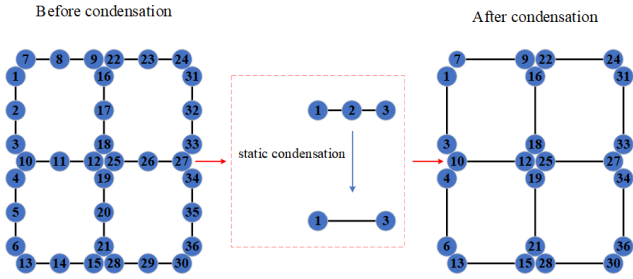 Before condensation
After condensation
7 8 9 22 23 24
1 16 31
2 17 32
3 18 33
10 11 12 25 26 27
4 19 34
5 20 35
6 21 36
13 14 15 28 29 30
1 2 3
static condensation
1 3
7 9 22 24
1 16 31
3 18 33
10 12 25 27
4 19 34
6 21 36
13 15 28 30